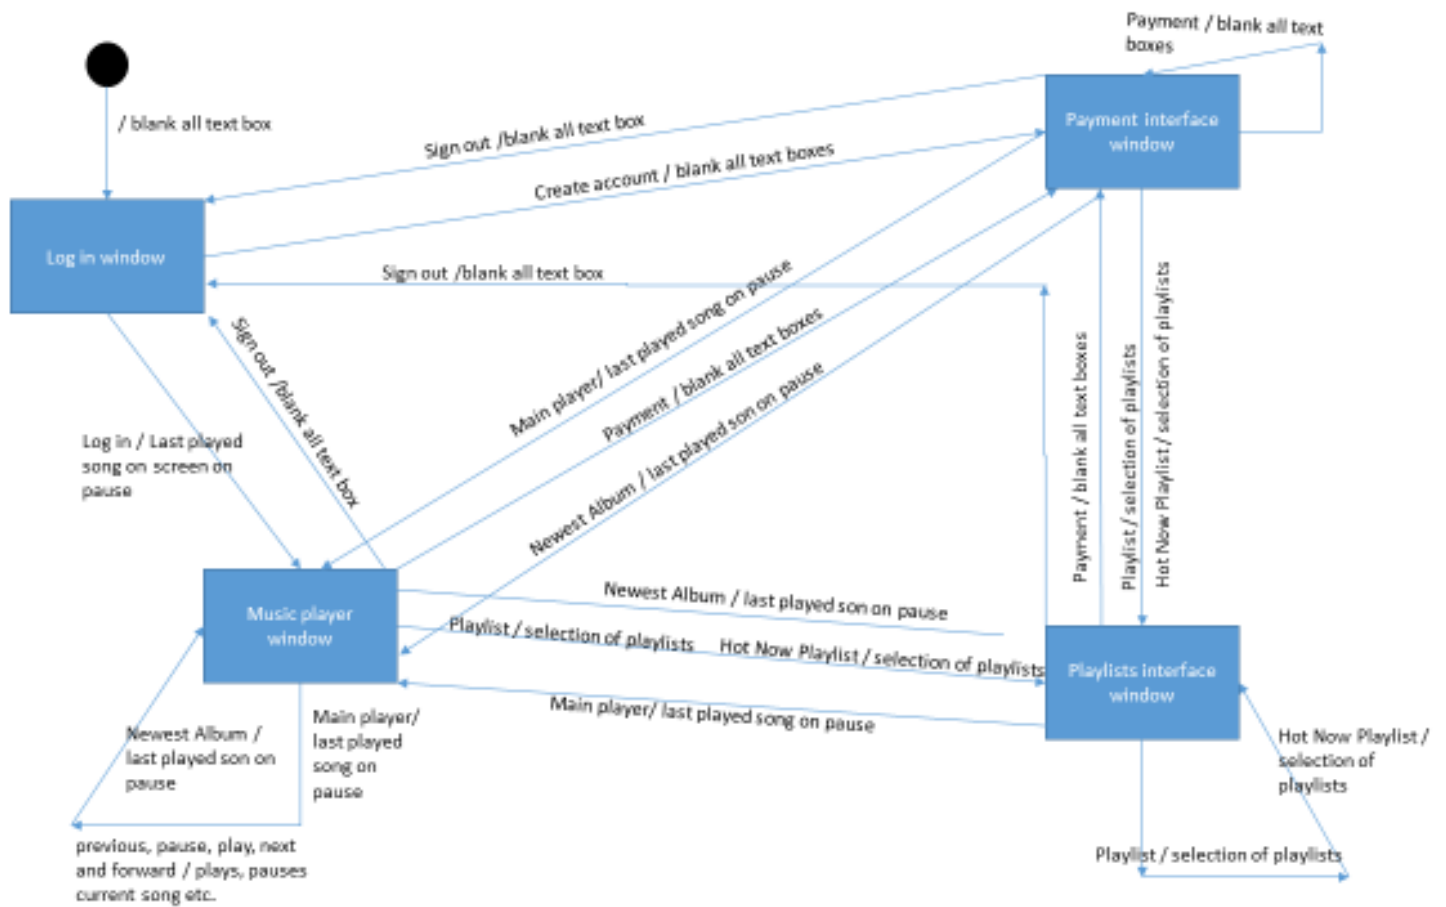 Payment / blank all text
boxes
/ blank all text box
Sign out /blank all text box
Payment interface
window
Create account / blank all text boxes
Log in window
Sign out /blank all text box
Main player/ last played song on pause
Payment / blank all text boxes
Newest Album / last played son on pause
Sign out /blank all text box
Payment / blank all text boxes
Playlist / selection of playlists
Hot Now Playlist / selection of playlists
Log in / Last played
song on screen on
pause
Music player
window
Newest Album / last played son on pause
Playlist / selection of playlists
Hot Now Playlist / selection of playlists
Playlists interface
window
Main player/ last played song on pause
Newest Album /
last played son on
pause
Main player/
last played
song on
pause
Hot Now Playlist /
selection of
playlists
previous, pause, play, next
and forward / plays, pauses
current song etc.
Playlist / selection of playlists